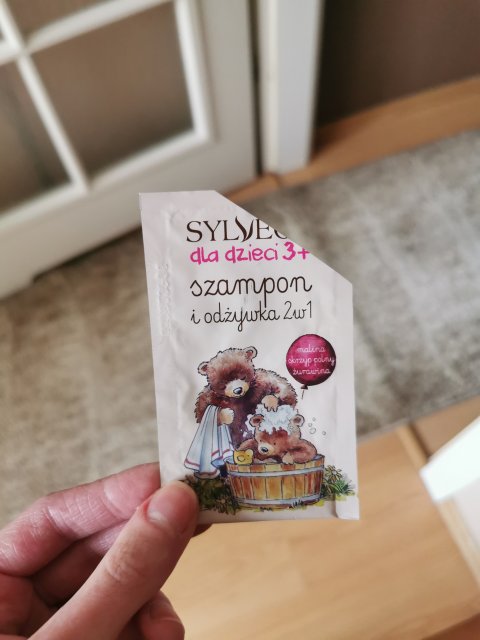 SYLVEC
dla dzieci 3+
szampon
i odżywka 2w1
malina
skrzyp polny
żurawina